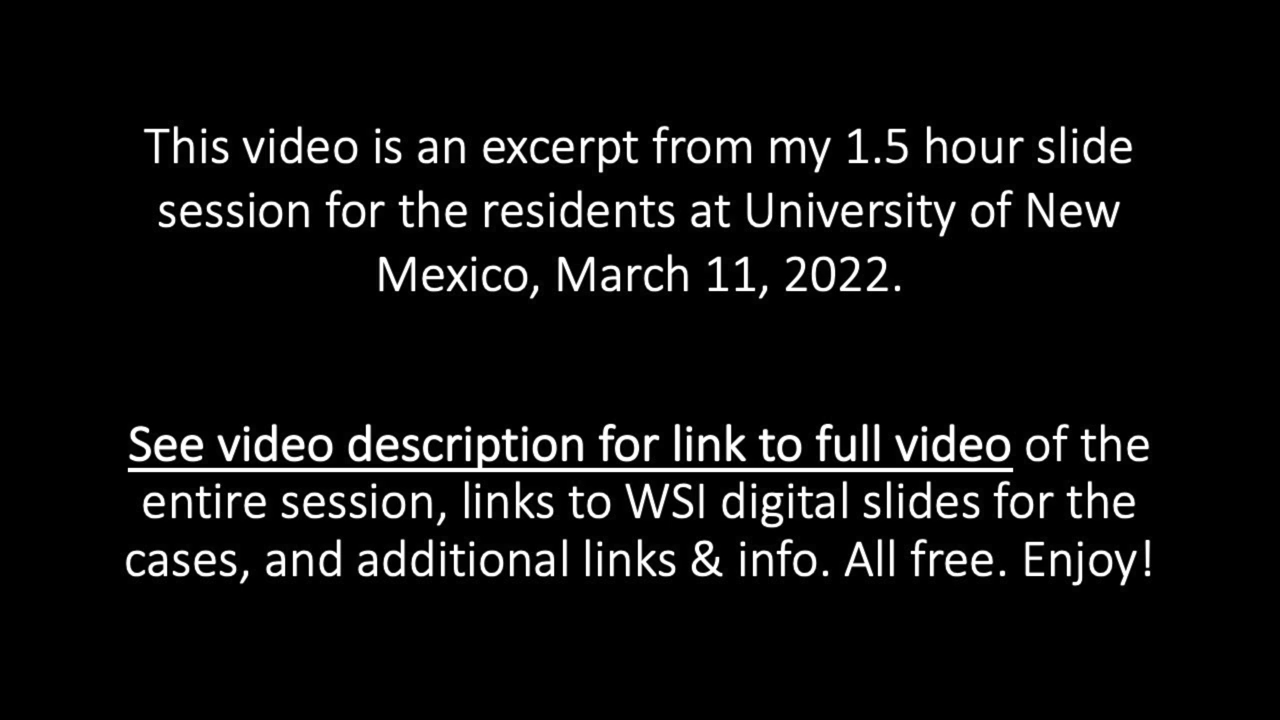 This video is an excerpt from my 1.5 hour slide
session for the residents at University of New
Mexico, March 11, 2022.
See video description for link to full video of the
entire session, links to WSI digital slides for the
cases, and additional links & info. All free. Enjoy!